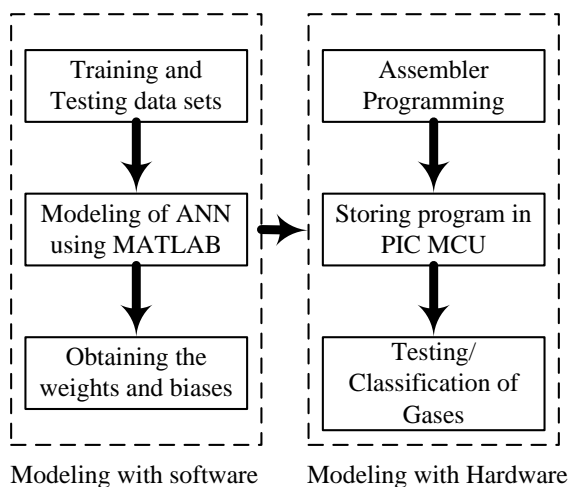 Training and
Testing data sets
Modeling of ANN
using MATLAB
Obtaining the
weights and biases
Modeling with software
Assembler
Programming
Storing program in
PIC MCU
Testing/
Classification of
Gases
Modeling with Hardware